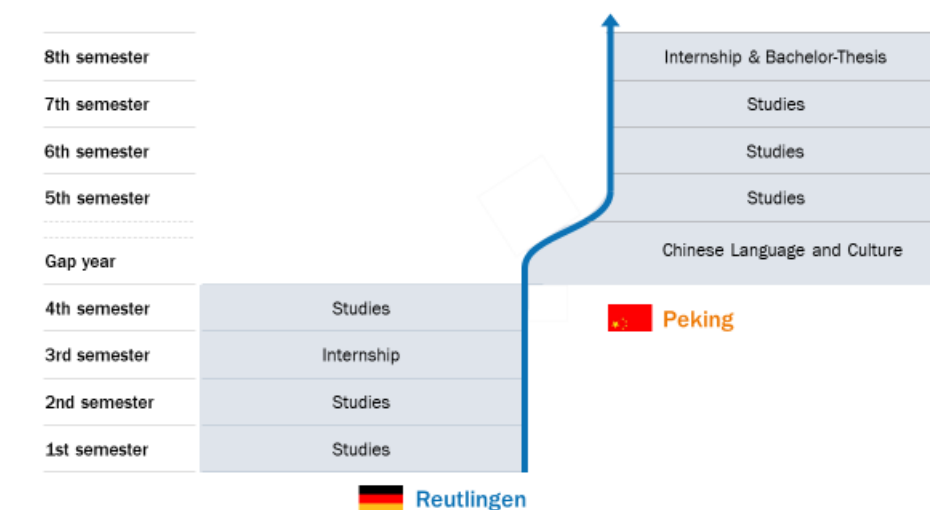 8th semester
Internship & Bachelor-Thesis
7th semester
Studies
6th semester
Studies
5th semester
Studies
Gap year
Chinese Language and Culture
4th semester
Studies
Peking
3rd semester
Internship
2nd semester
Studies
1st semester
Studies
Reutlingen